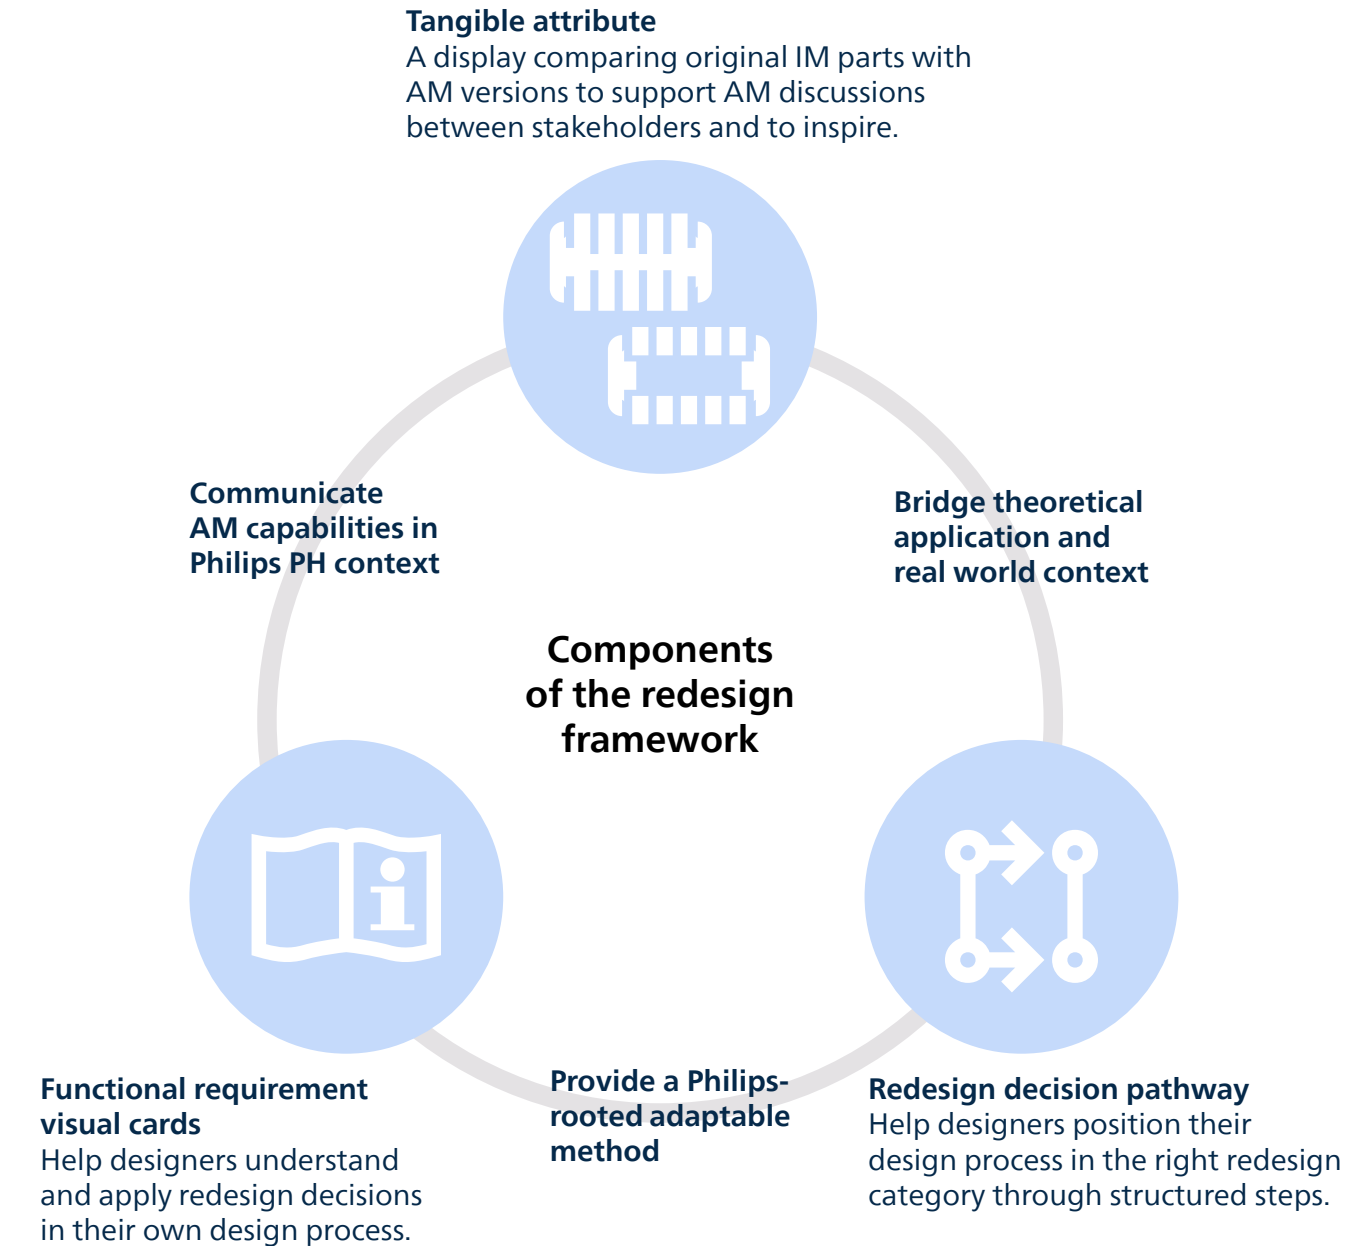 Tangible attribute
A display comparing original IM parts with
AM versions to support AM discussions
between stakeholders and to inspire.
Communicate
AM capabilities in
Philips PH context
Bridge theoretical
application and
real world context
Components
of the redesign
framework
Functional requirement
visual cards
Help designers understand
and apply redesign decisions
in their own design process.
Provide a Philips-
rooted adaptable
method
Redesign decision pathway
Help designers position their
design process in the right redesign
category through structured steps.